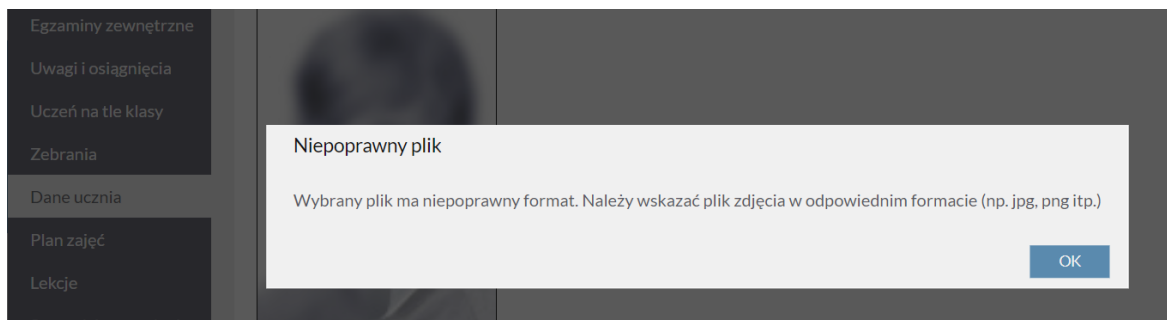 Egzaminy zewnętrzne
Uwagi i osiągnięcia
Uczeń na tle klasy
Zebrania
Dane ucznia
Plan zajęć
Lekcje
Niepoprawny plik
Wybrany plik ma niepoprawny format. Należy wskazać plik zdjęcia w odpowiednim formacie (np. jpg, png itp.)
OK